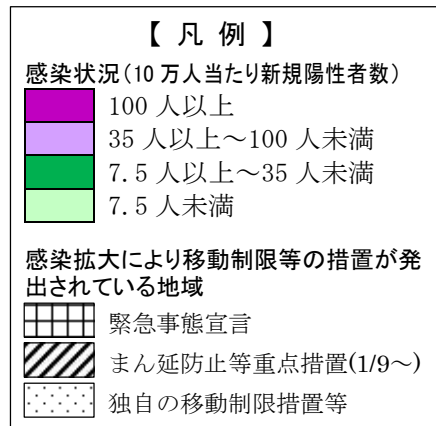 【 凡 例 】
感染状況(10 万人当たり新規陽性者数)
100 人以上
35 人以上～100 人未満
7.5 人以上～35 人未満
7.5 人未満
感染拡大により移動制限等の措置が発
出されている地域
緊急事態宣言
まん延防止等重点措置(1/9～)
独自の移動制限措置等